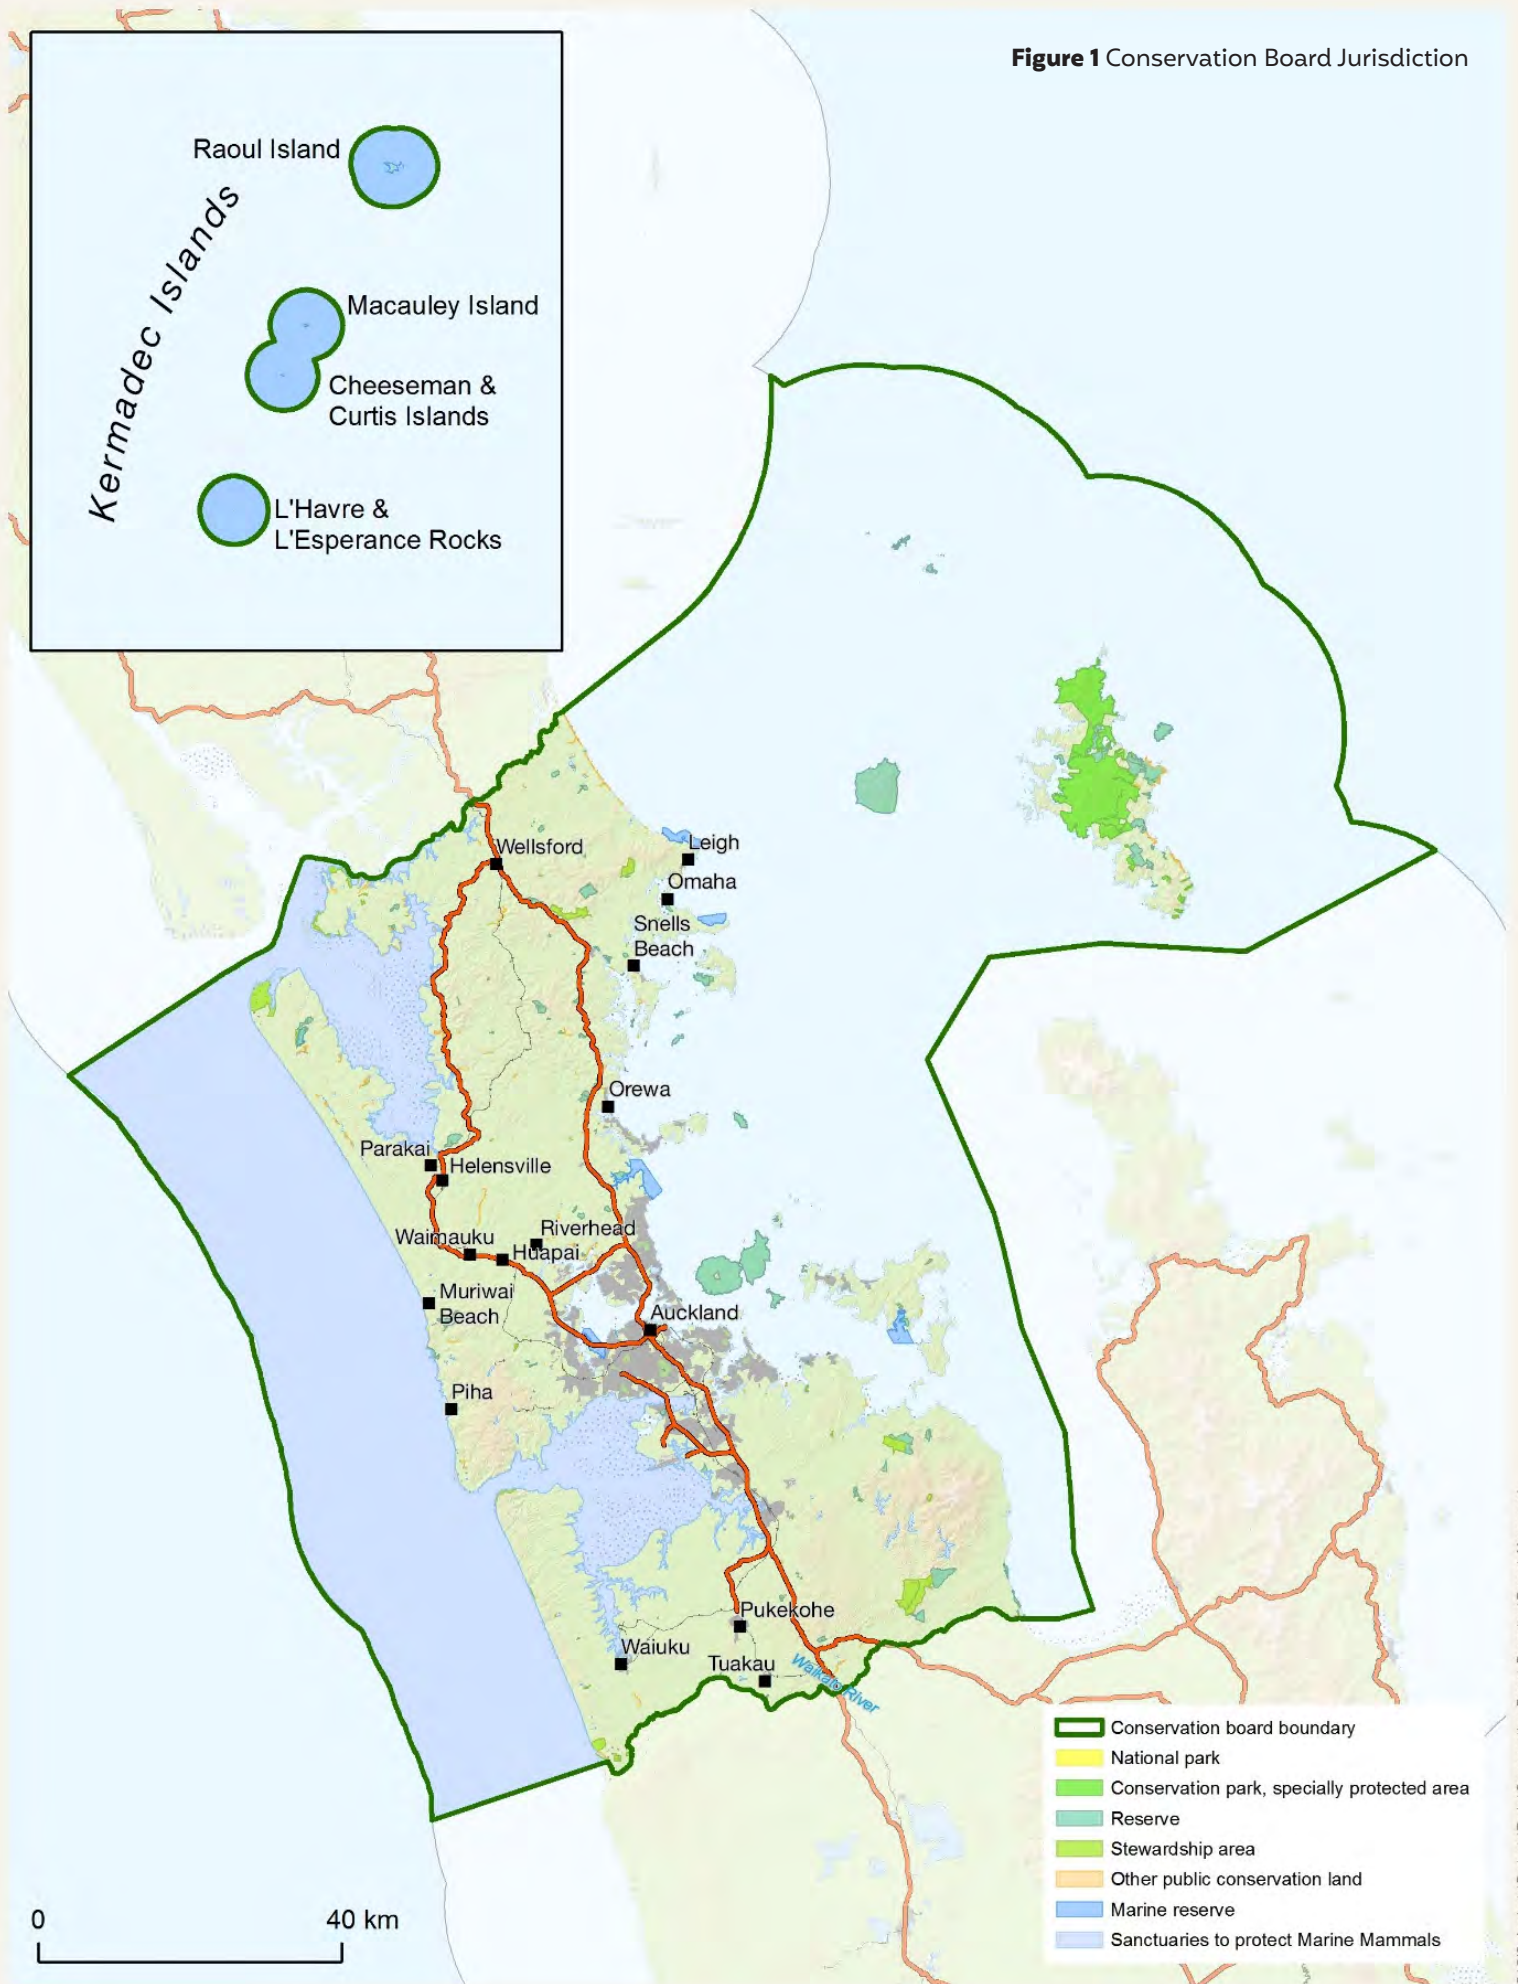 Figure 1 Conservation Board Jurisdiction
Raoul Island
Kermadec Islands
Macauley Island
Cheeseman &
Curtis Islands
L'Havre &
L'Esperance Rocks
Wellsford
Leigh
Omaha
Snells
Beach
Orewa
Parakai
Helensville
Riverhead
Waimauku
Huapai
Muriwai
Beach
Auckland
Piha
Pukekohe
Waiuku
Tuakau
Waikato River
Conservation board boundary
National park
Conservation park, specially protected area
Reserve
Stewardship area
Other public conservation land
Marine reserve
Sanctuaries to protect Marine Mammals
0 40 km